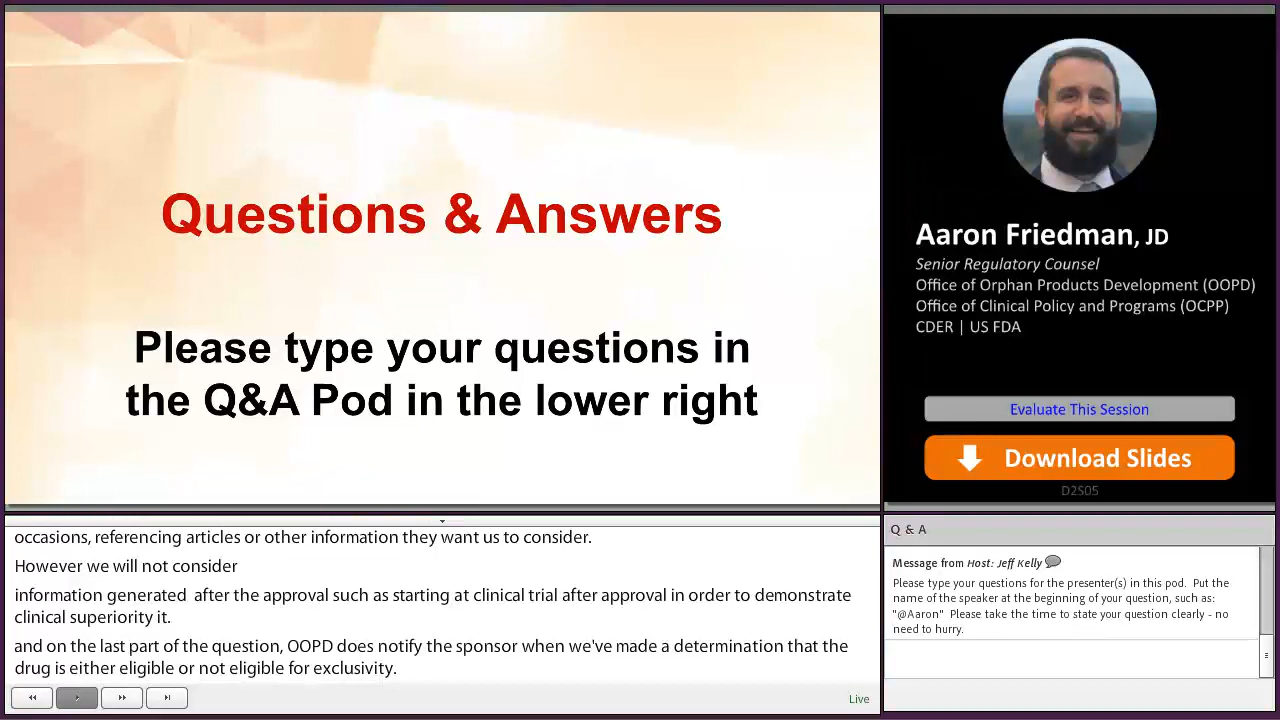 Questions & Answers
Please type your questions in
the Q&A Pod in the lower right
Aaron Friedman, JD
Senior Regulatory Counsel
Office of Orphan Products Development (OOPD)
Office of Clinical Policy and Programs (OCPP)
CDER | US FDA
Evaluate This Session
Download Slides
D2S05
occasions, referencing articles or other information they want us to consider.
However we will not consider
information generated after the approval such as starting at clinical trial after approval in order to demonstrate
clinical superiority it.
and on the last part of the question, OOPD does notify the sponsor when we've made a determination that the
drug is either eligible or not eligible for exclusivity.
Live
Q & A
Message from Host: Jeff Kelly
Please type your questions for the presenter(s) in this pod. Put the
name of the speaker at the beginning of your question, such as:
"@Aaron" Please take the time to state your question clearly - no
need to hurry.